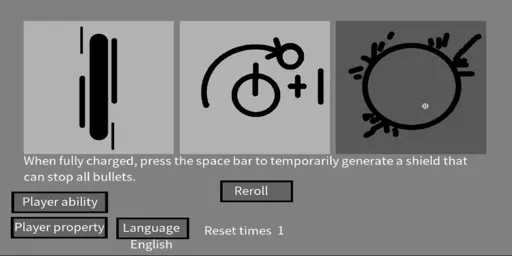 When fully charged, press the space bar to temporarily generate a shield that
can stop all bullets.
Reroll
Player ability
Player property
Language
English
Reset times 1